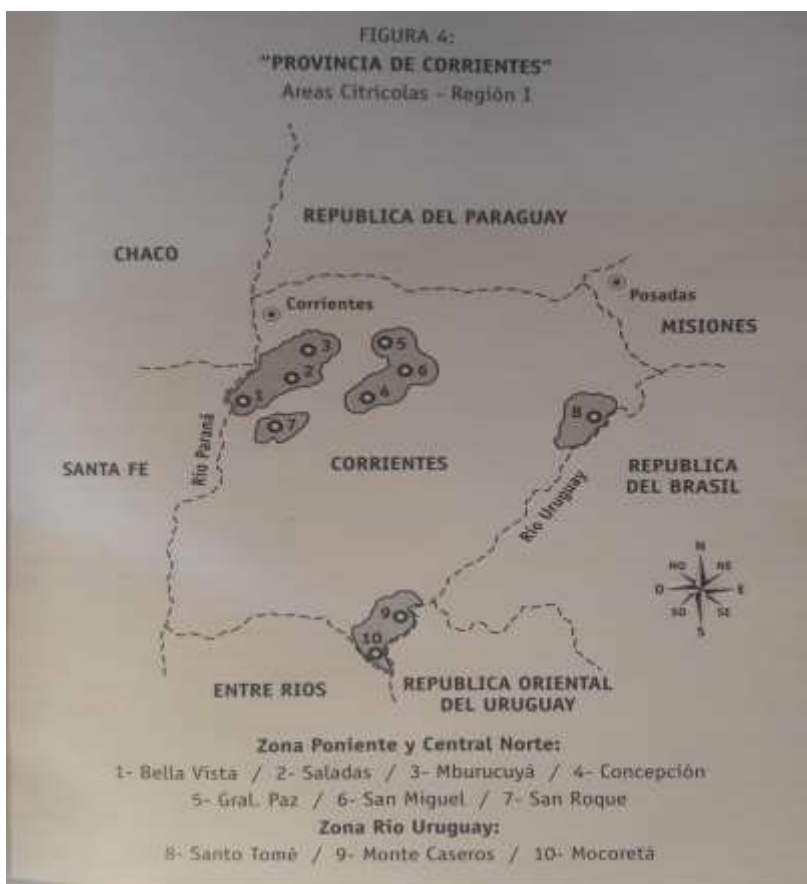 FIGURA 4:
"PROVINCIA DE CORRIENTES"
Areas Citrícolas - Región 1
REPUBLICA DEL PARAGUAY
CHACO
Corrientes
Posadas
MISIONES
3
5
2
6
1
4
8
7
Río Paraná
SANTA FE
CORRIENTES
REPUBLICA
DEL BRASIL
Río Uruguay
N
NO NE
O E
SO SE
S
9
10
ENTRE RIOS
REPUBLICA ORIENTAL
DEL URUGUAY
Zona Poniente y Central Norte:
1- Bella Vista / 2- Saladas / 3- Mburucuyá / 4- Concepción
5- Gral. Paz / 6- San Miguel / 7- San Roque
Zona Río Uruguay:
8- Santo Tomé / 9- Monte Caseros / 10- Mocoretá